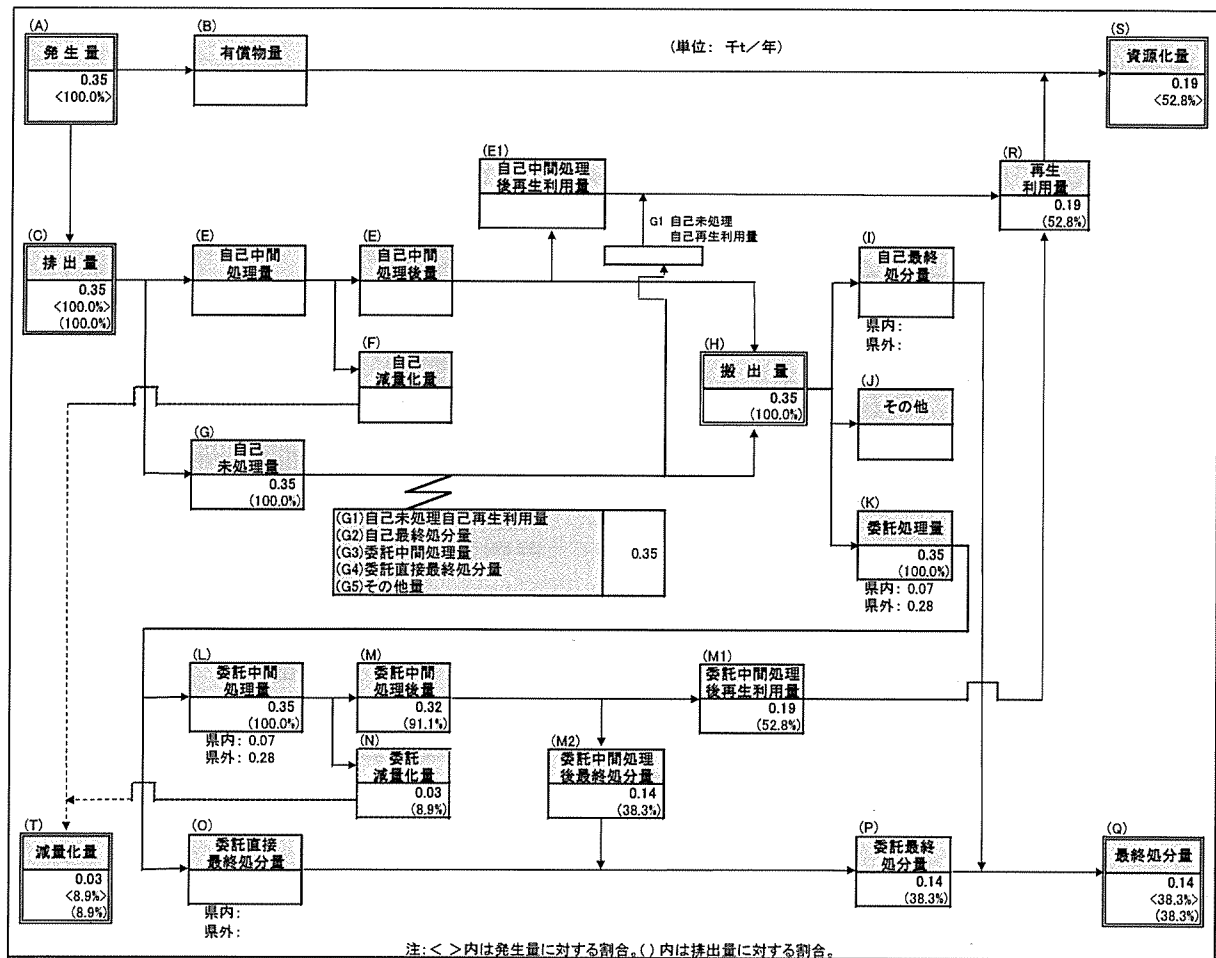 (A)
発生量
0.35
<100.0%>
(B)
有償物量
(単位: 千t/年)
(S)
資源化量
0.19
<52.8%>
(E1)
自己中間処理
後再生利用量
(R)
再生
利用量
0.19
(52.8%)
G1 自己未処理
自己再生利用量
(C)
排出量
0.35
<100.0%>
(100.0%)
(E)
自己中間
処理量
(E)
自己中間
処理後量
(I)
自己最終
処分量
県内:
県外:
(F)
自己
減量化量
(H)
搬出量
0.35
(100.0%)
(J)
その他
(G)
自己
未処理量
0.35
(100.0%)
(G1)自己未処理自己再生利用量
(G2)自己最終処分量
(G3)委託中間処理量
(G4)委託直接最終処分量
(G5)その他量
0.35
(K)
委託処理量
0.35
(100.0%)
県内: 0.07
県外: 0.28
(L)
委託中間
処理量
0.35
(100.0%)
県内: 0.07
県外: 0.28
(M)
委託中間
処理後量
0.32
(91.1%)
(M1)
委託中間処理
後再生利用量
0.19
(52.8%)
(N)
委託
減量化量
0.03
(8.9%)
(M2)
委託中間処理
後最終処分量
0.14
(38.3%)
(T)
減量化量
0.03
<8.9%>
(8.9%)
(O)
委託直接
最終処分量
県内:
県外:
(P)
委託最終
処分量
0.14
(38.3%)
(Q)
最終処分量
0.14
<38.3%>
(38.3%)
注:< >内は発生量に対する割合。( )内は排出量に対する割合。